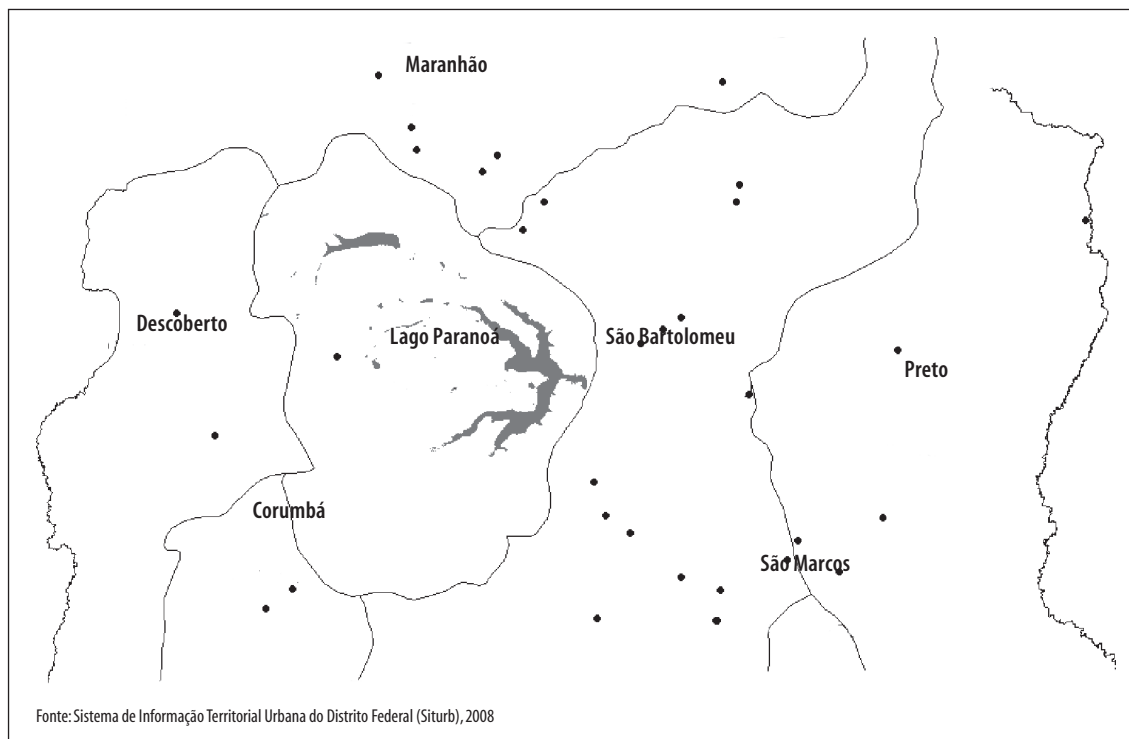 Maranhão
Descoberto
Lago Paranoá
São Bartolomeu
Preto
Corumbá
São Marcos
Fonte: Sistema de Informação Territorial Urbana do Distrito Federal (Siturb), 2008